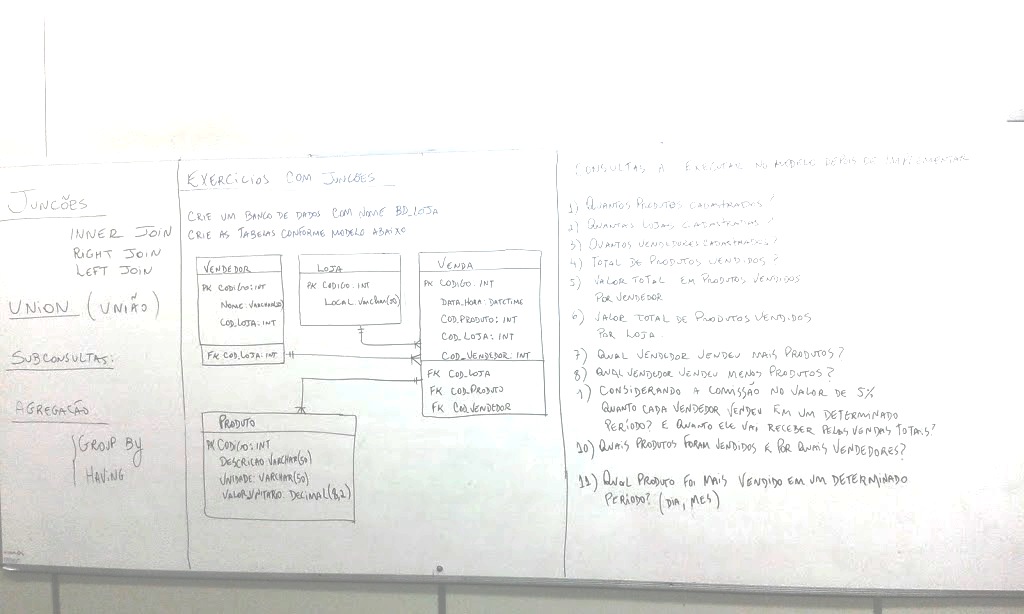 JUNCÕES
INNER JOIN
RIGHT JOIN
LEFT JOIN
UNION (UNIÃO)
SUBCONSULTAS:
AGREGAÇÃO
GROUP BY
HAVING
EXERCICIOS COM JUNCOES
CRIE UM BANCO DE DADOS COM NOME BD_LOJA
CRIE AS TABELAS CONFORME MODELO ABAIXO
VENDEDOR
PK CODIGO: INT
NOME: VARCHAR(50)
COD_LOJA: INT
FK COD_LOJA: INT
LOJA
PK CODIGO: INT
LOCAL VARCHAR(50)
VENDA
PK CODIGO: INT
DATA_HORA: DATETIME
COD_PRODUTO: INT
COD_LOJA: INT
COD_VENDEDOR: INT
FK COD_LOJA
FK COD_PRODUTO
FK COD_VENDEDOR
PRODUTO
PK CODIGO: INT
DESCRICAO VARCHAR(50)
UNIDADE: VARCHAR(50)
VALOR_UNITARIO: DECIMAL(8,2)
CONSULTAS A EXECUTAR NO MODELO DEPOIS DE IMPLEMENTAR
1) QUANTOS PRODUTOS CADASTRADOS?
2) QUANTAS LOJAS CADASTRADAS?
3) QUANTOS VENDEDORES CADASTRADOS?
4) TOTAL DE PRODUTOS VENDIDOS?
5) VALOR TOTAL EM PRODUTOS VENDIDOS
POR VENDEDOR
6) VALOR TOTAL DE PRODUTOS VENDIDOS
POR LOJA
7) QUAL VENDEDOR VENDEU MAIS PRODUTOS?
8) QUAL VENDEDOR VENDEU MENOS PRODUTOS?
9) CONSIDERANDO A COMISSÃO NO VALOR DE 5%
QUANTO CADA VENDEDOR VENDEU EM UM DETERMINADO
PERÍODO? E QUANTO ELE VAI RECEBER PELAS VENDAS TOTAIS?
10) QUAIS PRODUTOS FORAM VENDIDOS E POR QUAIS VENDEDORES?
11) QUAL PRODUTO FOI MAIS VENDIDO EM UM DETERMINADO
PERÍODO? (DIA, MES)